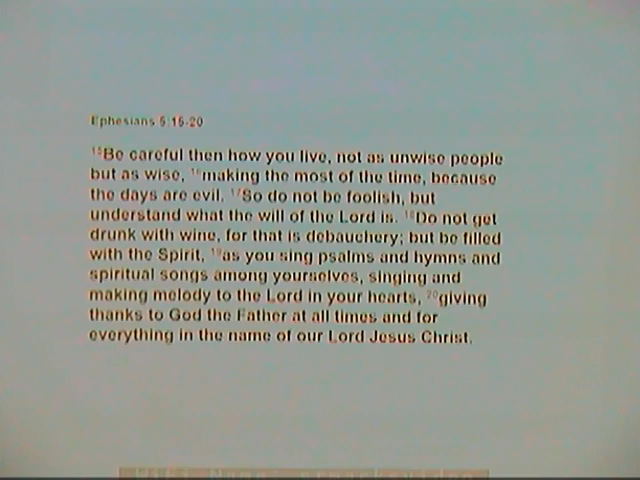 Ephesians 5:15-20
15Be careful then how you live, not as unwise people
but as wise, 16making the most of the time, because
the days are evil. 17So do not be foolish, but
understand what the will of the Lord is. 18Do not get
drunk with wine, for that is debauchery; but be filled
with the Spirit, 19as you sing psalms and hymns and
spiritual songs among yourselves, singing and
making melody to the Lord in your hearts, 20giving
thanks to God the Father at all times and for
everything in the name of our Lord Jesus Christ.